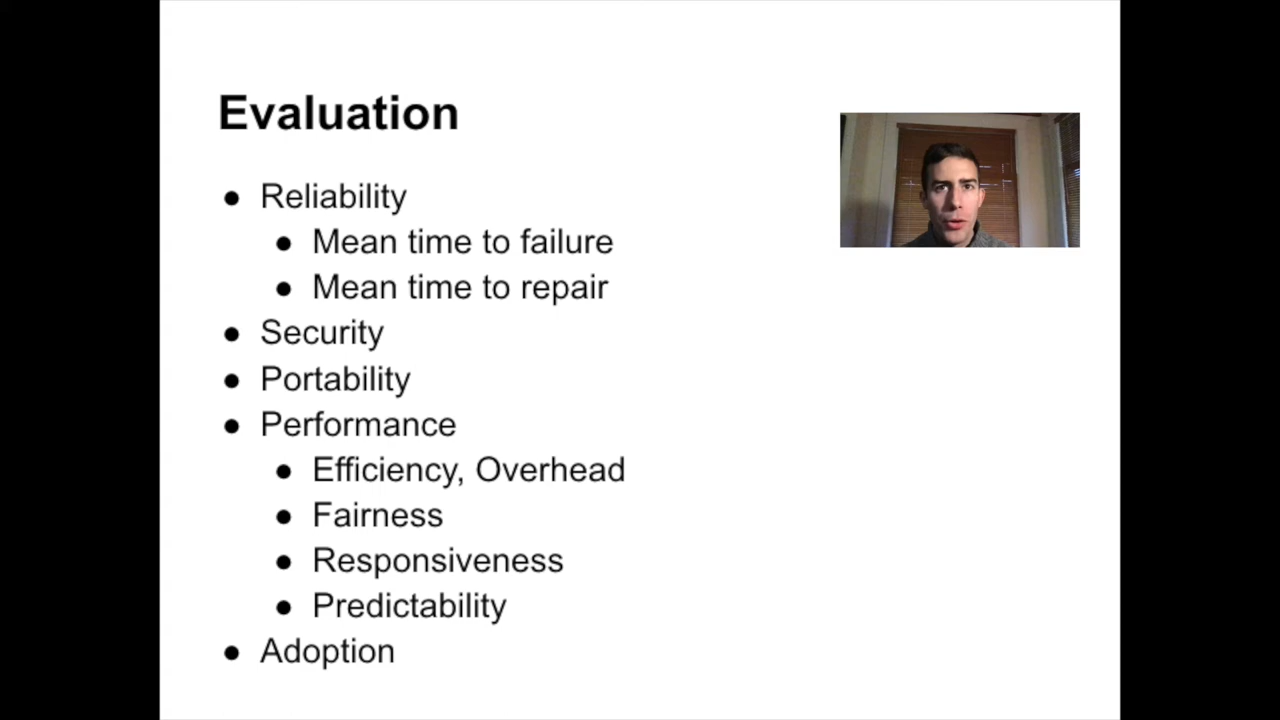 Evaluation
● Reliability
● Mean time to failure
● Mean time to repair
● Security
● Portability
● Performance
● Efficiency, Overhead
● Fairness
● Responsiveness
● Predictability
● Adoption